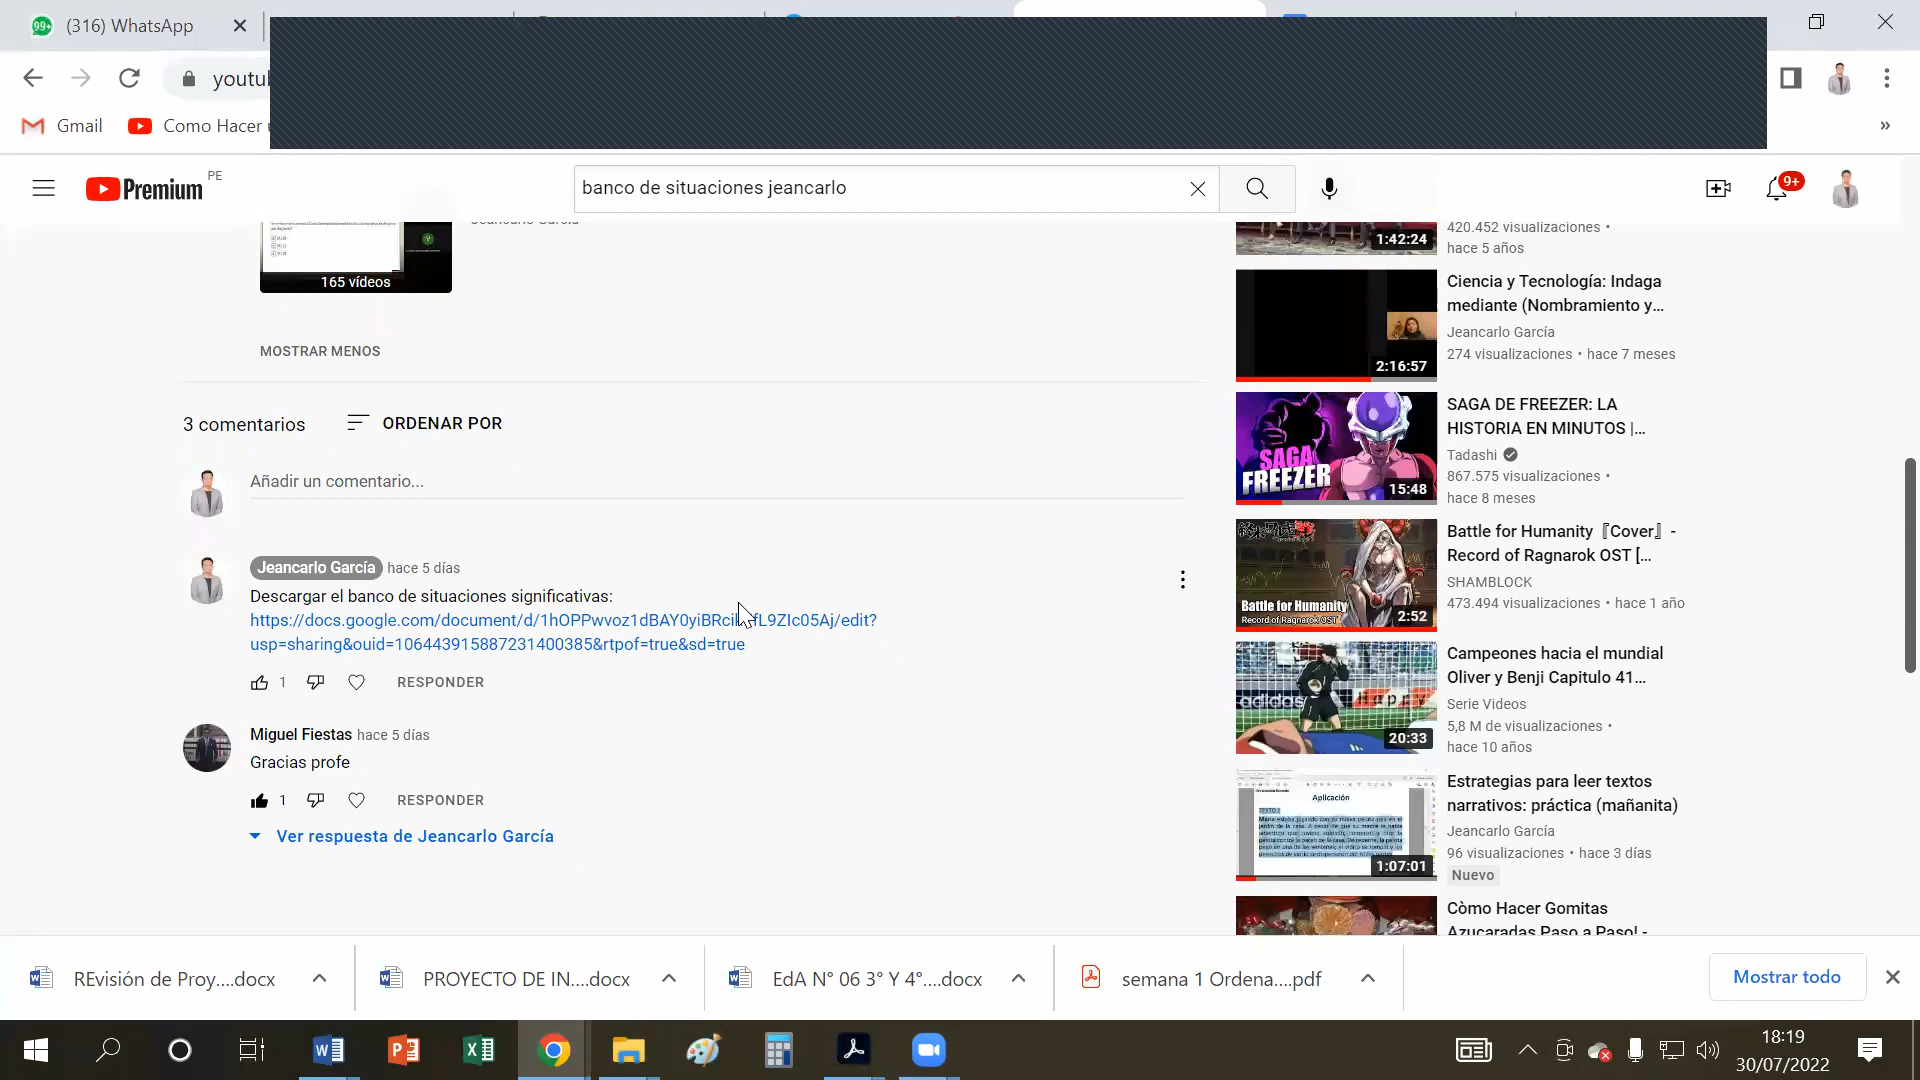 (316) WhatsApp
youtu
Gmail
Como Hacer
Premium PE
banco de situaciones jeancarlo
9+
165 vídeos
MOSTRAR MENOS
3 comentarios
ORDENAR POR
Añadir un comentario...
Jeancarlo García hace 5 días
Descargar el banco de situaciones significativas:
https://docs.google.com/document/d/1hOPPwvoz1dBAY0yiBRci fL9ZIc05Aj/edit?
usp=sharing&ouid=106443915887231400385&rtpof=true&sd=true
1
RESPONDER
Miguel Fiestas hace 5 días
Gracias profe
1
RESPONDER
Ver respuesta de Jeancarlo García
1:42:24
420.452 visualizaciones •
hace 5 años
2:16:57
Ciencia y Tecnología: Indaga
mediante (Nombramiento y...
Jeancarlo García
274 visualizaciones • hace 7 meses
SAGA
FREEZER
15:48
SAGA DE FREEZER: LA
HISTORIA EN MINUTOS |...
Tadashi
867.575 visualizaciones •
hace 8 meses
Battle for Humanity
Record of Ragnarok OST
2:52
Battle for Humanity『Cover』-
Record of Ragnarok OST [...
SHAMBLOCK
473.494 visualizaciones • hace 1 año
adidas
Happy
20:33
Campeones hacia el mundial
Oliver y Benji Capitulo 41...
Serie Videos
5,8 M de visualizaciones •
hace 10 años
Aplicación
TEXTO
1:07:01
Estrategias para leer textos
narrativos: práctica (mañanita)
Jeancarlo García
96 visualizaciones • hace 3 días
Nuevo
Còmo Hacer Gomitas
Azucaradas Paso a Paso! -
REvisión de Proy....docx
PROYECTO DE IN....docx
EdA N° 06 3° Y 4°....docx
semana 1 Ordena....pdf
Mostrar todo
18:19
30/07/2022